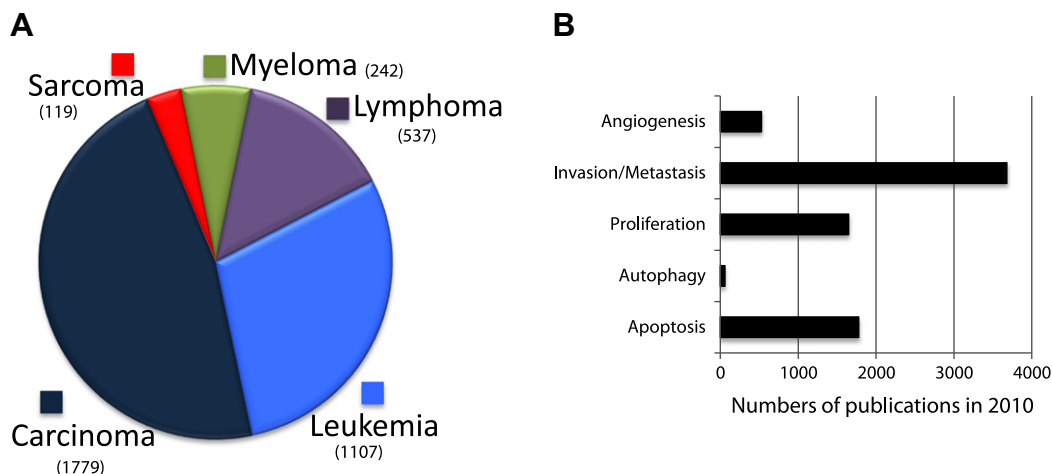 A
Sarcoma
(119)
Myeloma (242)
Lymphoma
(537)
Leukemia
(1107)
Carcinoma
(1779)
B
Angiogenesis
Invasion/Metastasis
Proliferation
Autophagy
Apoptosis
0 1000 2000 3000 4000
Numbers of publications in 2010